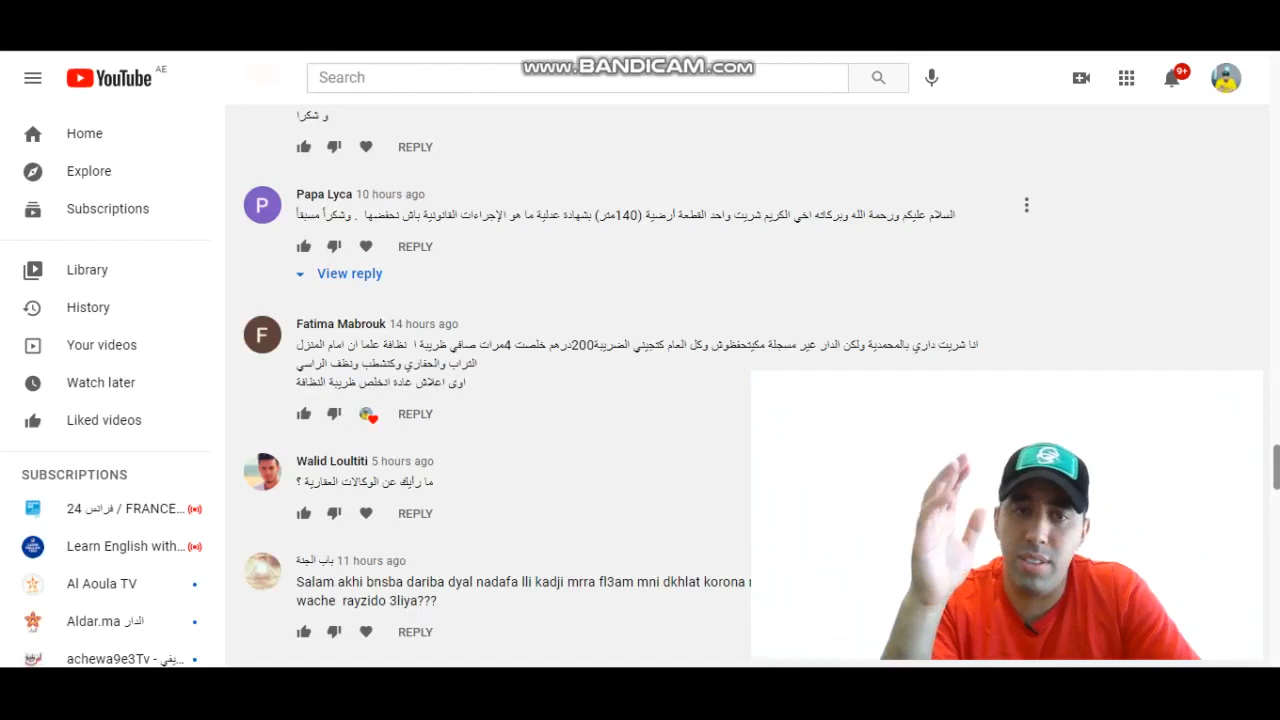 www.BANDICAM.com
YouTube AE
Search
9+
Home
Explore
Subscriptions
Library
History
Your videos
Watch later
Liked videos
SUBSCRIPTIONS
فرانس 24 / FRANCE...
Learn English with...
Al Aoula TV
Aldar.ma الدار
achewa9e3Tv - ...يفي
و شكرا
REPLY
Papa Lyca 10 hours ago
السلام عليكم ورحمة الله وبركاته اخي الكريم شريت واحد القطعة أرضية (140متر) بشهادة عدلية ما هو الإجراءات القانونية باش نحفضها . وشكراً مسبقاً
REPLY
View reply
F
Fatima Mabrouk 14 hours ago
انا شريت داري بالمحمدية ولكن الدار غير مسجلة مكيتحفظوش وكل العام كتجيني الضريبة200درهم خلصت 4مرات صافي ظريبة ا نظافة علما ان امام المنزل
التراب والحفاري وكنشطب ونظف الراسي
اوى اعلاش غادة انخلص ظريبة النظافة
REPLY
Walid Loultiti 5 hours ago
ما رأيك عن الوكالات العقارية ؟
REPLY
باب الجنة 11 hours ago
Salam akhi bnsba dariba dyal nadafa lli kadji mrra fl3am mni dkhlat korona
wache rayzido 3liya???
REPLY